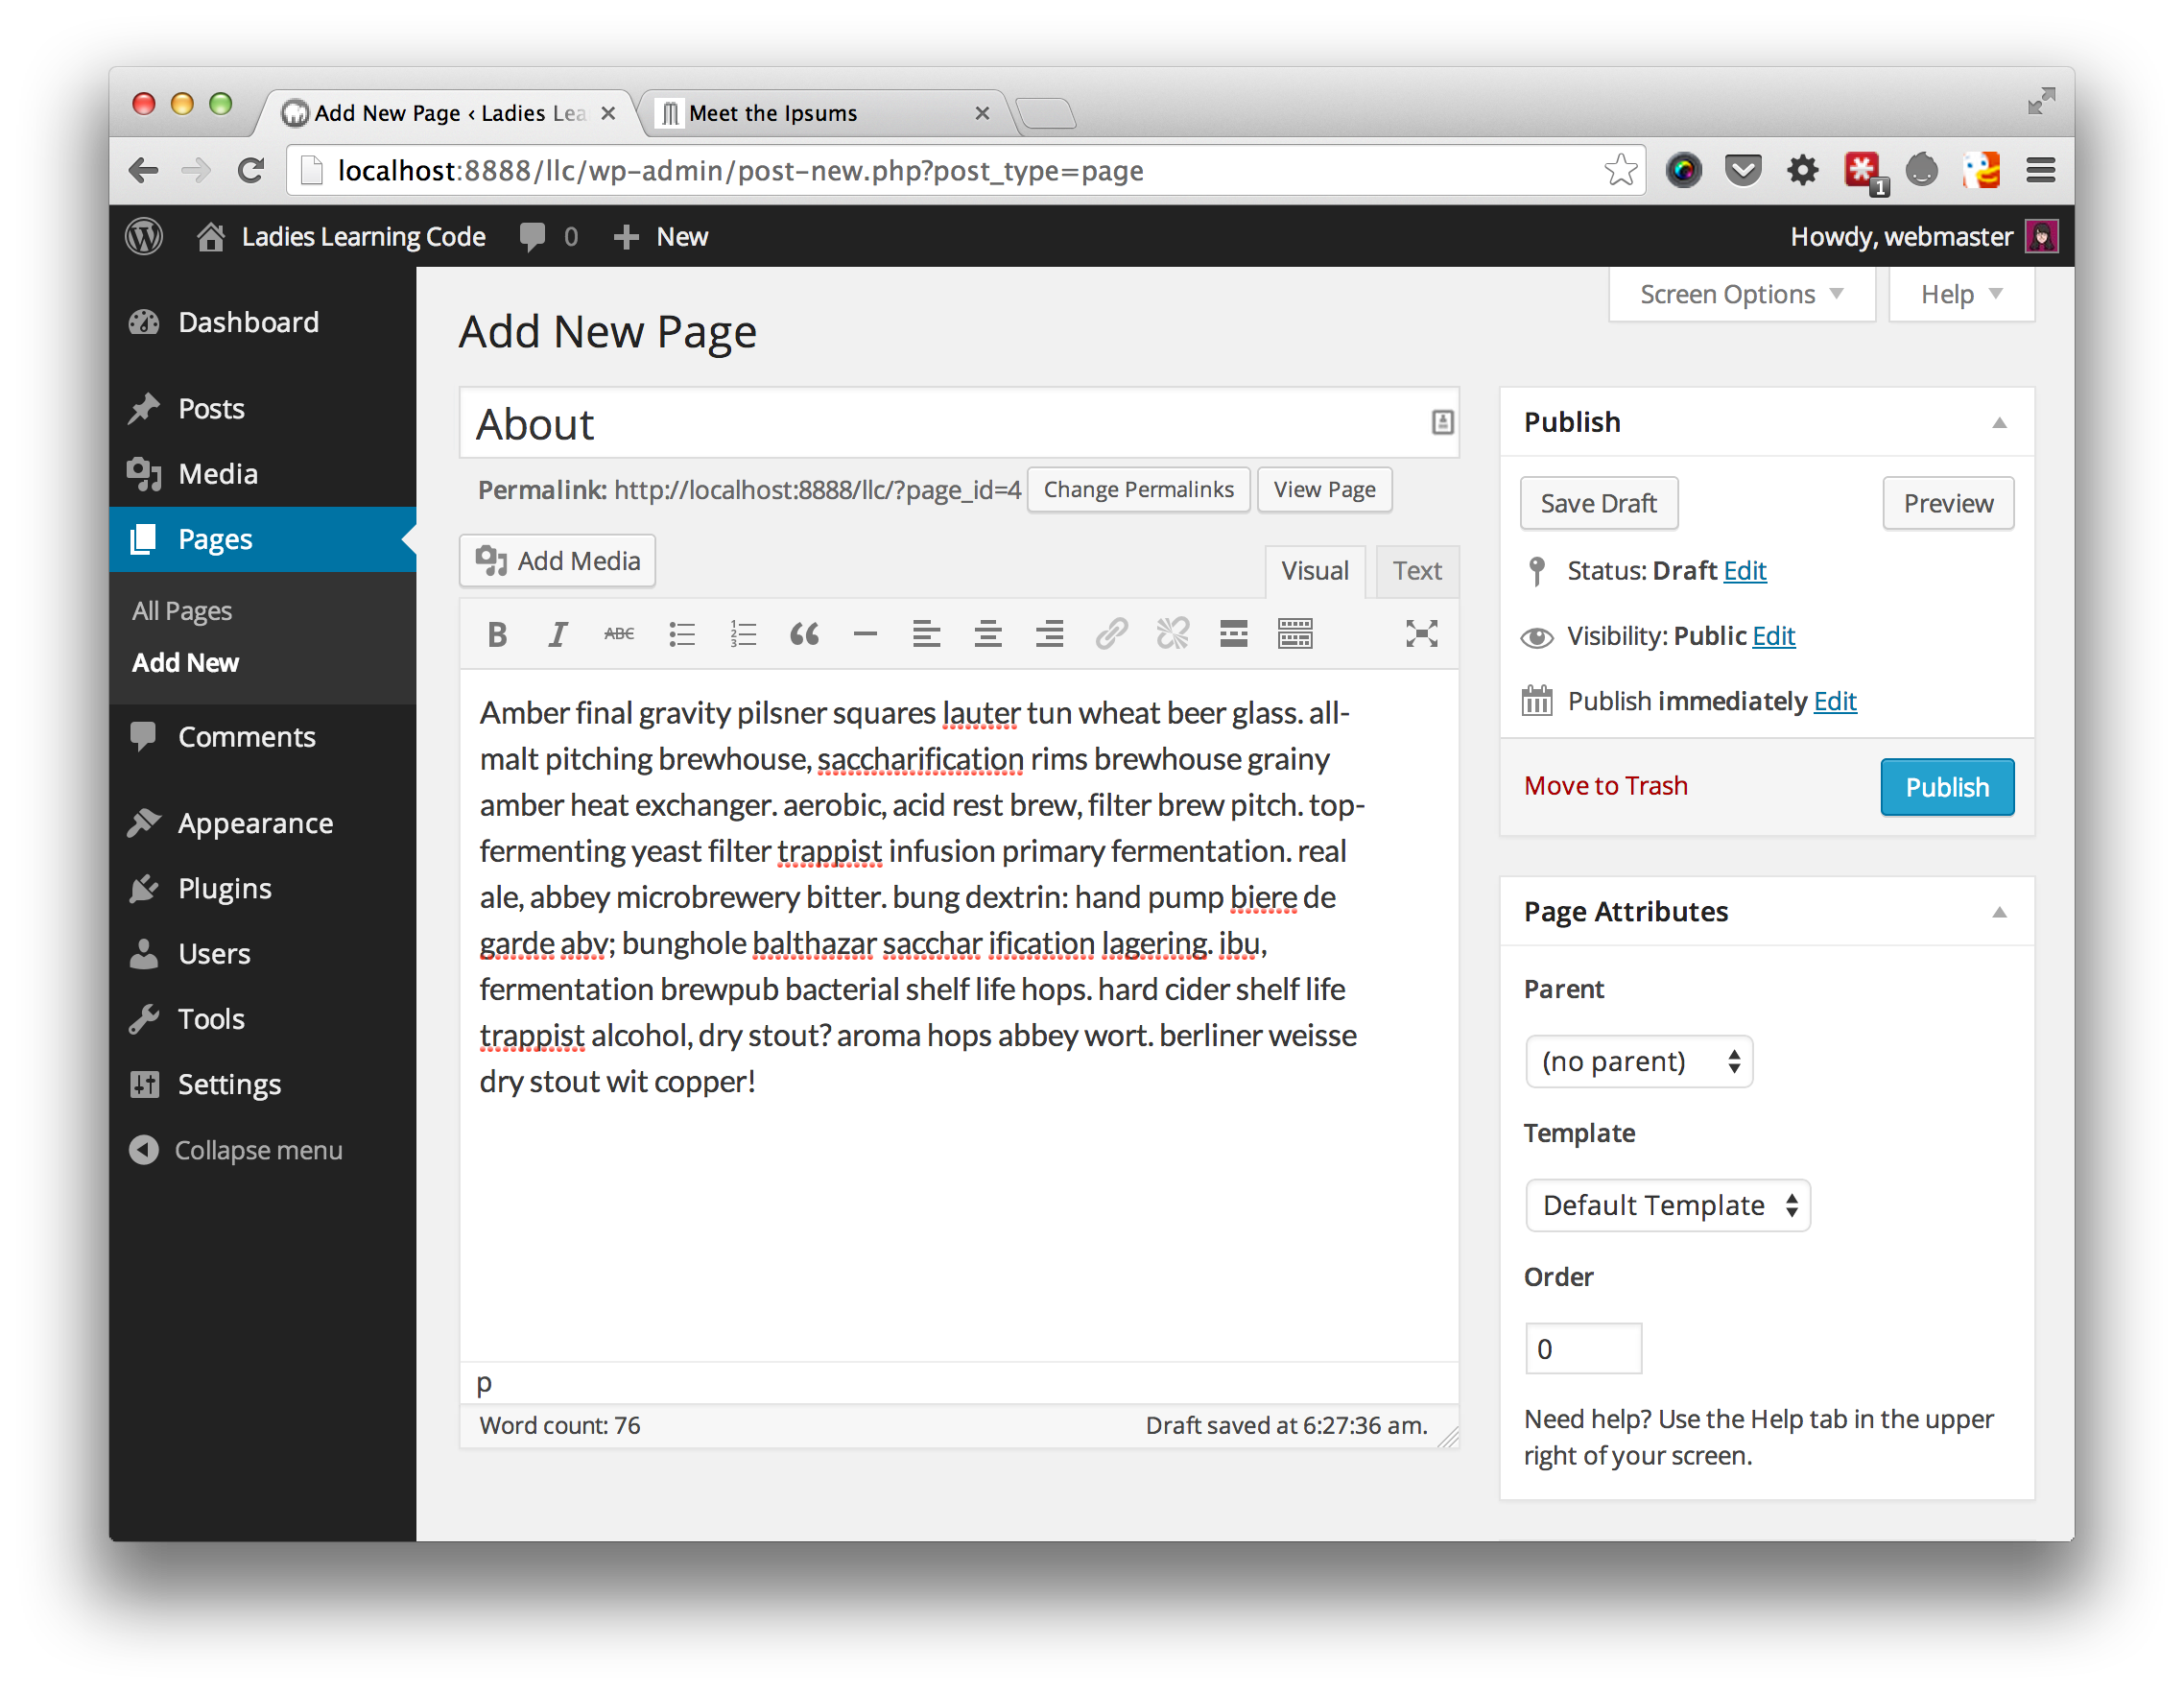 Add New Page ‹ Ladies Lea
Meet the Ipsums
localhost:8888/llc/wp-admin/post-new.php?post_type=page
1
Ladies Learning Code
0
New
Howdy, webmaster
Screen Options
Help
Dashboard
Posts
Media
Pages
All Pages
Add New
Comments
Appearance
Plugins
Users
Tools
Settings
Collapse menu
Add New Page
About
Permalink: http://localhost:8888/llc/?page_id=4
Change Permalinks
View Page
Add Media
Visual
Text
B
I
ABC
Amber final gravity pilsner squares lauter tun wheat beer glass. all-
malt pitching brewhouse, saccharification rims brewhouse grainy
amber heat exchanger. aerobic, acid rest brew, filter brew pitch. top-
fermenting yeast filter trappist infusion primary fermentation. real
ale, abbey microbrewery bitter. bung dextrin: hand pump biere de
garde abv; bunghole balthazar sacchar ification lagering. ibu,
fermentation brewpub bacterial shelf life hops. hard cider shelf life
trappist alcohol, dry stout? aroma hops abbey wort. berliner weisse
dry stout wit copper!
p
Word count: 76
Draft saved at 6:27:36 am.
Publish
Save Draft
Preview
Status: Draft Edit
Visibility: Public Edit
Publish immediately Edit
Move to Trash
Publish
Page Attributes
Parent
(no parent)
Template
Default Template
Order
0
Need help? Use the Help tab in the upper
right of your screen.